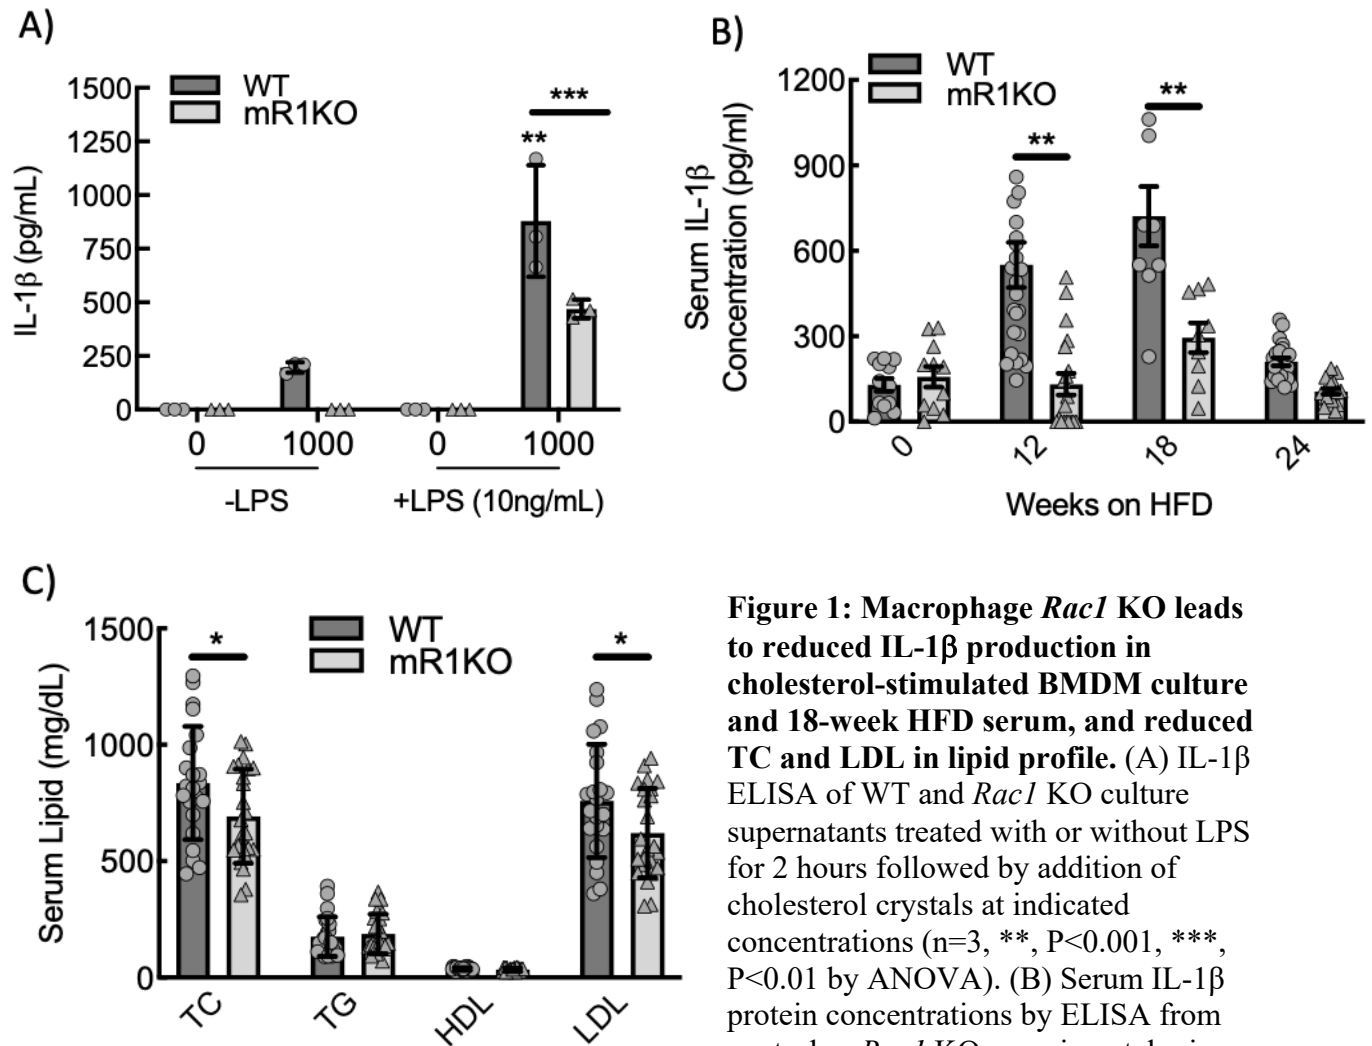 A)
1500
1250
1000
750
500
250
0
IL-1β (pg/mL)
WT
mR1KO
***
**
0 1000 0 1000
-LPS +LPS (10ng/mL)
B)
1200
900
600
300
0
Serum IL-1β
Concentration (pg/ml)
WT
mR1KO
**
**
0 12 18 24
Weeks on HFD
C)
1500
1000
500
0
Serum Lipid (mg/dL)
WT
mR1KO
*
*
TC TG HDL LDL
Figure 1: Macrophage Rac1 KO leads
to reduced IL-1β production in
cholesterol-stimulated BMDM culture
and 18-week HFD serum, and reduced
TC and LDL in lipid profile. (A) IL-1β
ELISA of WT and Rac1 KO culture
supernatants treated with or without LPS
for 2 hours followed by addition of
cholesterol crystals at indicated
concentrations (n=3, **, P<0.001, ***,
P<0.01 by ANOVA). (B) Serum IL-1β
protein concentrations by ELISA from